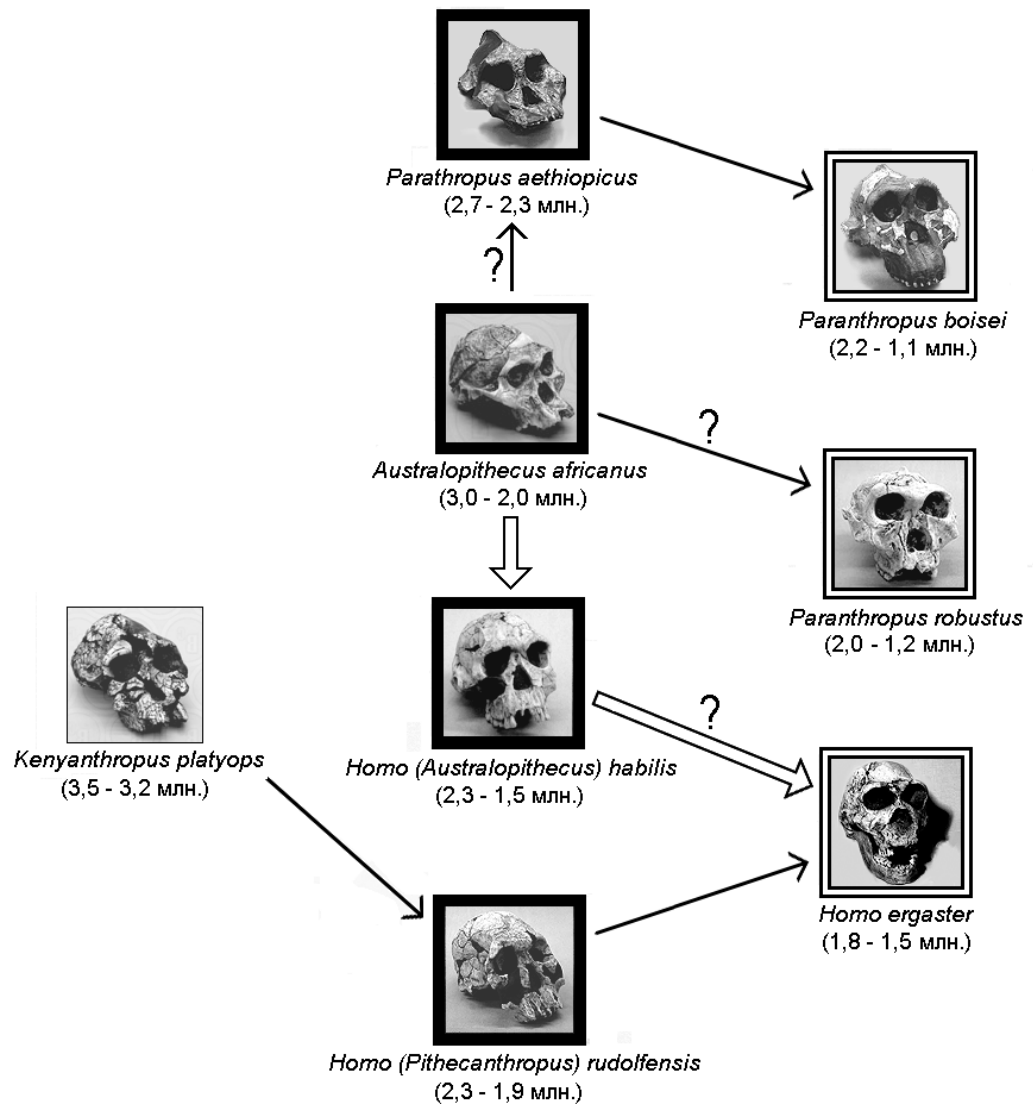 Parathropus aethiopicus
(2,7 - 2,3 млн.)
?
Paranthropus boisei
(2,2 - 1,1 млн.)
Australopithecus africanus
(3,0 - 2,0 млн.)
?
Paranthropus robustus
(2,0 - 1,2 млн.)
Kenyanthropus platyops
(3,5 - 3,2 млн.)
Homo (Australopithecus) habilis
(2,3 - 1,5 млн.)
?
Homo ergaster
(1,8 - 1,5 млн.)
Homo (Pithecanthropus) rudolfensis
(2,3 - 1,9 млн.)